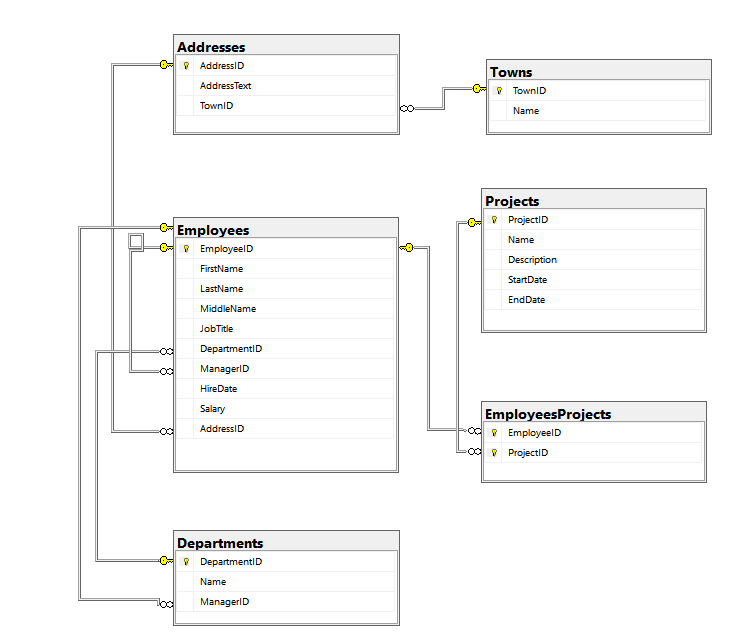 Addresses
AddressID
AddressText
TownID
Towns
TownID
Name
Employees
EmployeeID
FirstName
LastName
MiddleName
JobTitle
DepartmentID
ManagerID
HireDate
Salary
AddressID
Projects
ProjectID
Name
Description
StartDate
EndDate
EmployeesProjects
EmployeeID
ProjectID
Departments
DepartmentID
Name
ManagerID